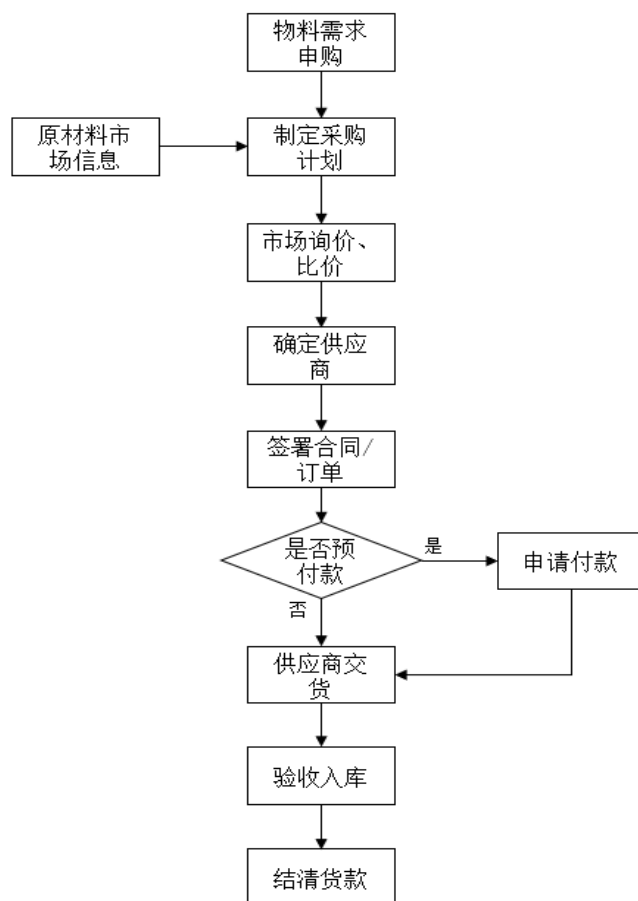 物料需求
申购
原材料市
场信息
制定采购
计划
市场询价、
比价
确定供应
商
签署合同/
订单
是否预
付款
是
申请付款
否
供应商交
货
验收入库
结清货款